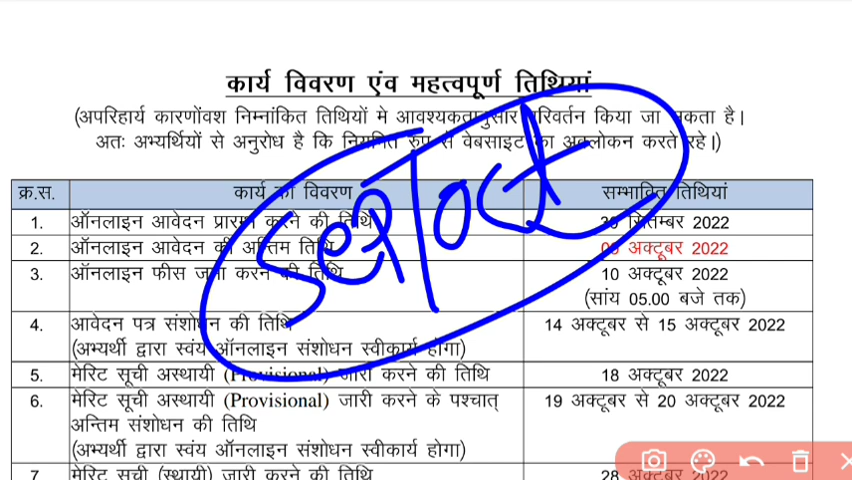 कार्य विवरण एंव महत्वपूर्ण तिथियां
(अपरिहार्य कारणोंवश निम्नांकित तिथियों मे आवश्यकतानुसार परिवर्तन किया जा सकता है।
अतः अभ्यर्थियों से अनुरोध है कि नियमित रुप से वेबसाइट का अवलोकन करते रहे।)
क्र.स. कार्य का विवरण सम्भावित तिथियां
1. ऑनलाइन आवेदन प्रारम्भ करने की तिथि 30 सितम्बर 2022
2. ऑनलाइन आवेदन की अन्तिम तिथि अक्टूबर 2022
3. ऑनलाइन फीस जमा करने की तिथि 10 अक्टूबर 2022
(सांय 05.00 बजे तक)
4. आवेदन पत्र संशोधन की तिथि 14 अक्टूबर से 15 अक्टूबर 2022
(अभ्यर्थी द्वारा स्वंय ऑनलाइन संशोधन स्वीकार्य होगा)
5. मेरिट सूची अस्थायी (Provisional) जारी करने की तिथि 18 अक्टूबर 2022
6. मेरिट सूची अस्थायी (Provisional) जारी करने के पश्चात् 19 अक्टूबर से 20 अक्टूबर 2022
अन्तिम संशोधन की तिथि
(अभ्यर्थी द्वारा स्वंय ऑनलाइन संशोधन स्वीकार्य होगा)
7. मेरिट सूची (स्थायी) जारी करने की तिथि 28 अक्टूबर 2022
Sep Toct